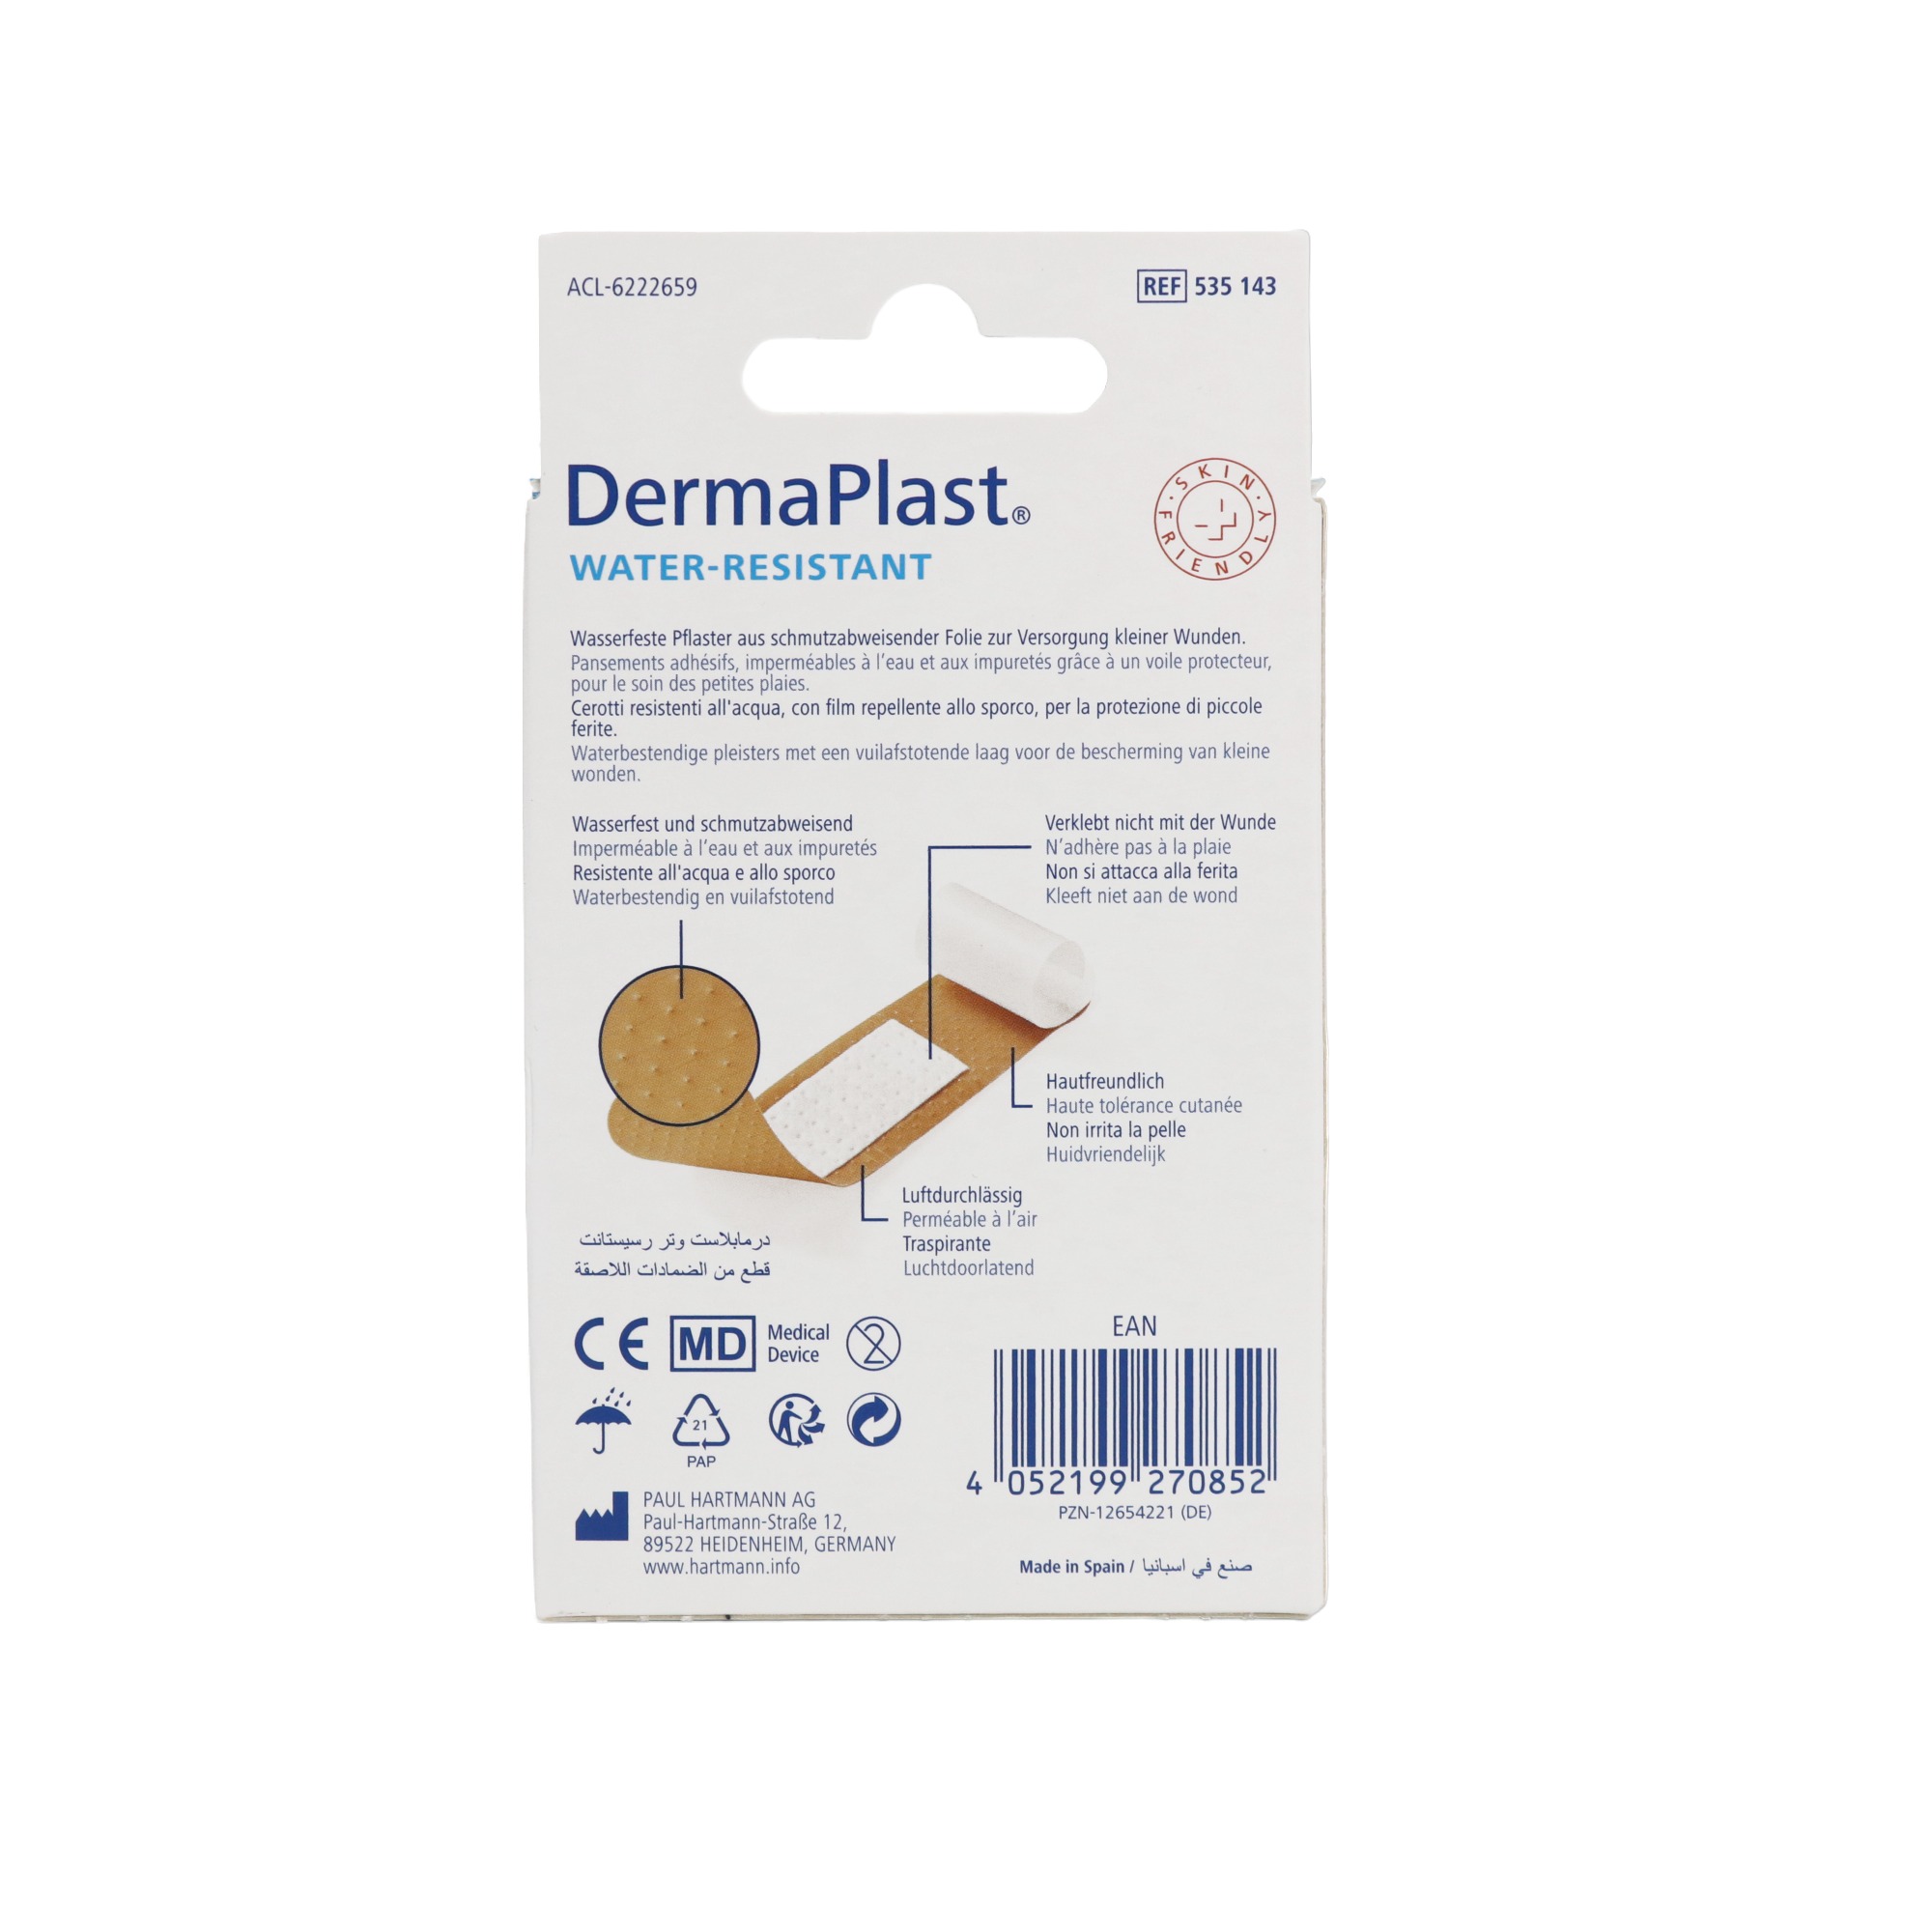 ACL-6222659
REF 535 143
DermaPlast®
WATER-RESISTANT
SKIN · FRIENDLY ·
Wasserfeste Pflaster aus schmutzabweisender Folie zur Versorgung kleiner Wunden.
Pansements adhésifs, imperméables à l'eau et aux impuretés grâce à un voile protecteur,
pour le soin des petites plaies.
Cerotti resistenti all'acqua, con film repellente allo sporco, per la protezione di piccole
ferite.
Waterbestendige pleisters met een vuilafstotende laag voor de bescherming van kleine
wonden.
Wasserfest und schmutzabweisend
Imperméable à l'eau et aux impuretés
Resistente all'acqua e allo sporco
Waterbestendig en vuilafstotend
Verklebt nicht mit der Wunde
N'adhère pas à la plaie
Non si attacca alla ferita
Kleeft niet aan de wond
Hautfreundlich
Haute tolérance cutanée
Non irrita la pelle
Huidvriendelijk
Luftdurchlässig
Perméable à l'air
Traspirante
Luchtdoorlatend
درمابلاست وتر رسيستانت
قطع من الضمادات اللاصقة
CE MD Medical
Device
2
21
PAP
PAUL HARTMANN AG
Paul-Hartmann-Straße 12,
89522 HEIDENHEIM, GERMANY
www.hartmann.info
EAN
4 052199 270852
PZN-12654221 (DE)
Made in Spain / صنع في اسبانيا